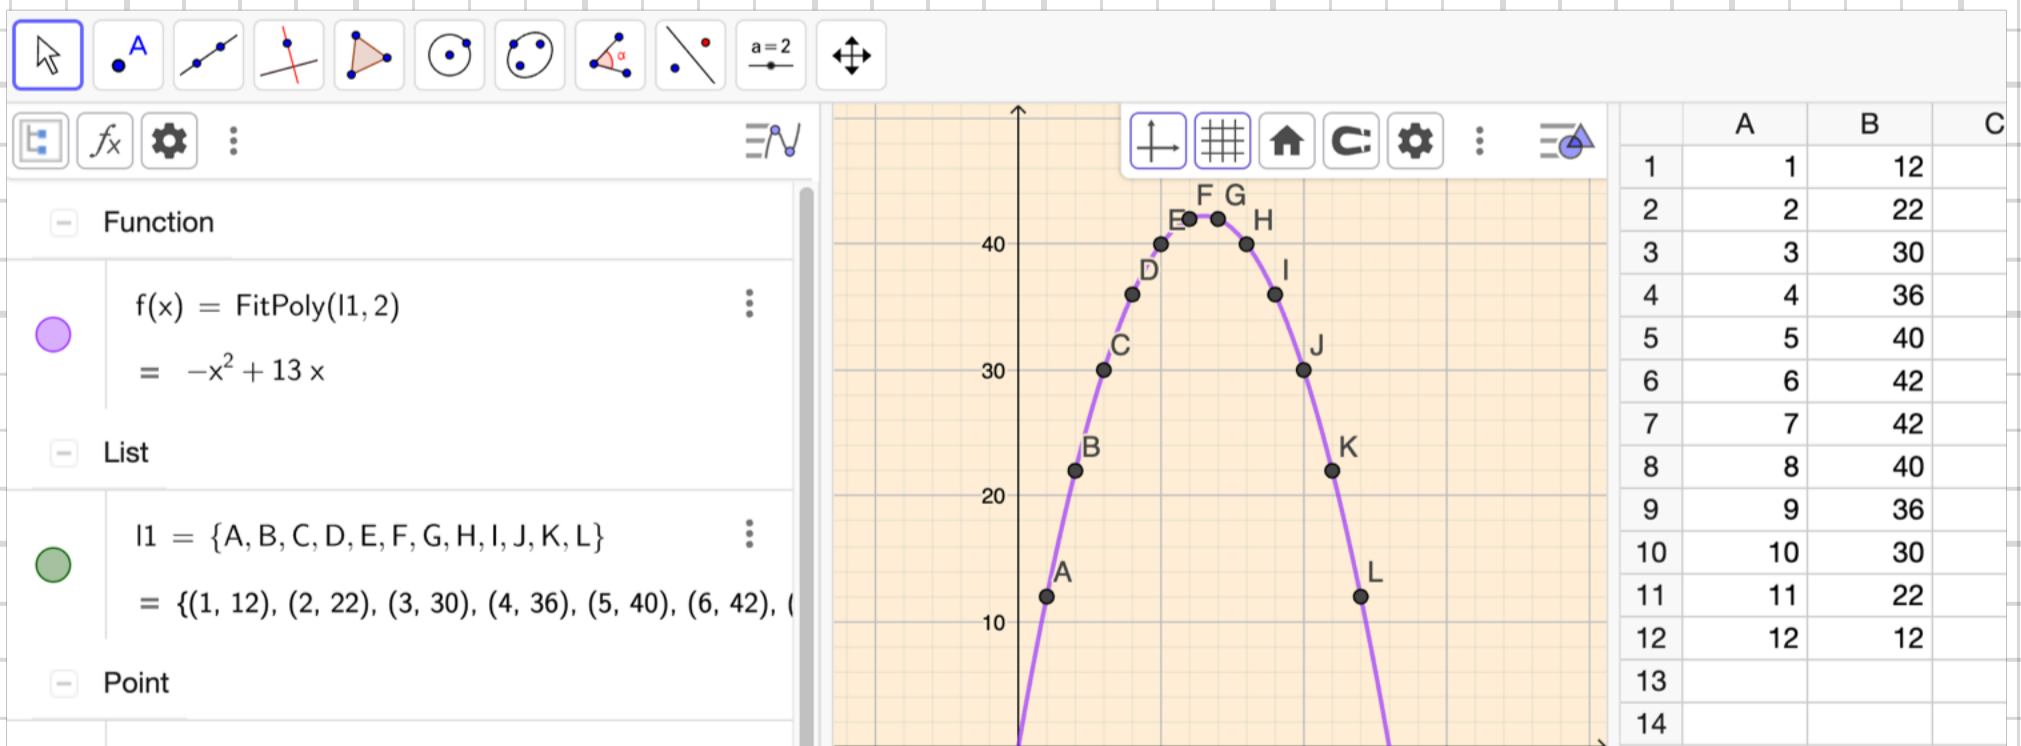 A
α
a=2
fx
Function
f(x) = FitPoly(l1, 2)
= −x² + 13 x
List
l1 = {A, B, C, D, E, F, G, H, I, J, K, L}
= {(1, 12), (2, 22), (3, 30), (4, 36), (5, 40), (6, 42), (
Point
F G
E H
40
D I
C J
30
B K
20
A L
10
A B C
1 1 12
2 2 22
3 3 30
4 4 36
5 5 40
6 6 42
7 7 42
8 8 40
9 9 36
10 10 30
11 11 22
12 12 12
13
14